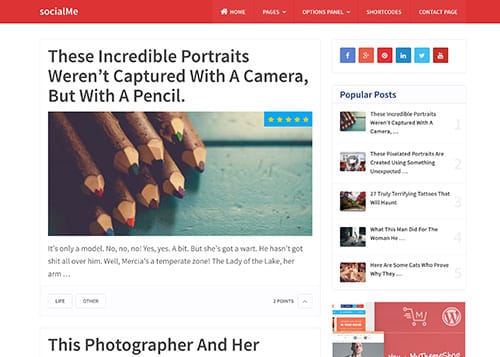 socialMe
HOME PAGES OPTIONS PANEL SHORTCODES CONTACT PAGE
These Incredible Portraits
Weren't Captured With A Camera,
But With A Pencil.
It's only a model. No, no, no! Yes, yes. A bit. But she's got a wart. He hasn't got
shit all over him. Well, Mercia's a temperate zone! The Lady of the Lake, her
arm …
LIFE OTHER 2 POINTS
This Photographer And Her
Popular Posts
These Incredible Portraits
Weren't Captured With A
Camera, …
1
These Pixelated Portraits Are
Created Using Something
Unexpected …
2
27 Truly Terrifying Tattoos That
Will Haunt
3
What This Man Did For The
Woman He …
4
Here Are Some Cats Who Prove
Why They …
5